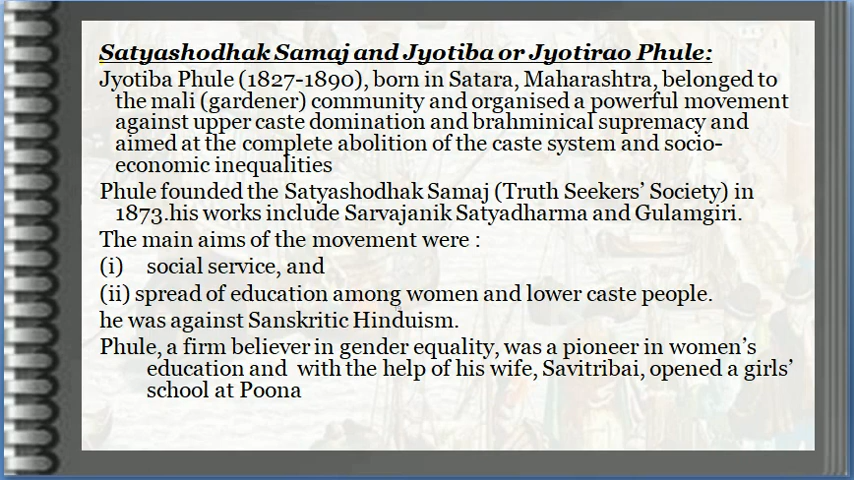 Satyashodhak Samaj and Jyotiba or Jyotirao Phule:
Jyotiba Phule (1827-1890), born in Satara, Maharashtra, belonged to
the mali (gardener) community and organised a powerful movement
against upper caste domination and brahminical supremacy and
aimed at the complete abolition of the caste system and socio-
economic inequalities
Phule founded the Satyashodhak Samaj (Truth Seekers’ Society) in
1873.his works include Sarvajanik Satyadharma and Gulamgiri.
The main aims of the movement were :
(i) social service, and
(ii) spread of education among women and lower caste people.
he was against Sanskritic Hinduism.
Phule, a firm believer in gender equality, was a pioneer in women’s
education and with the help of his wife, Savitribai, opened a girls’
school at Poona